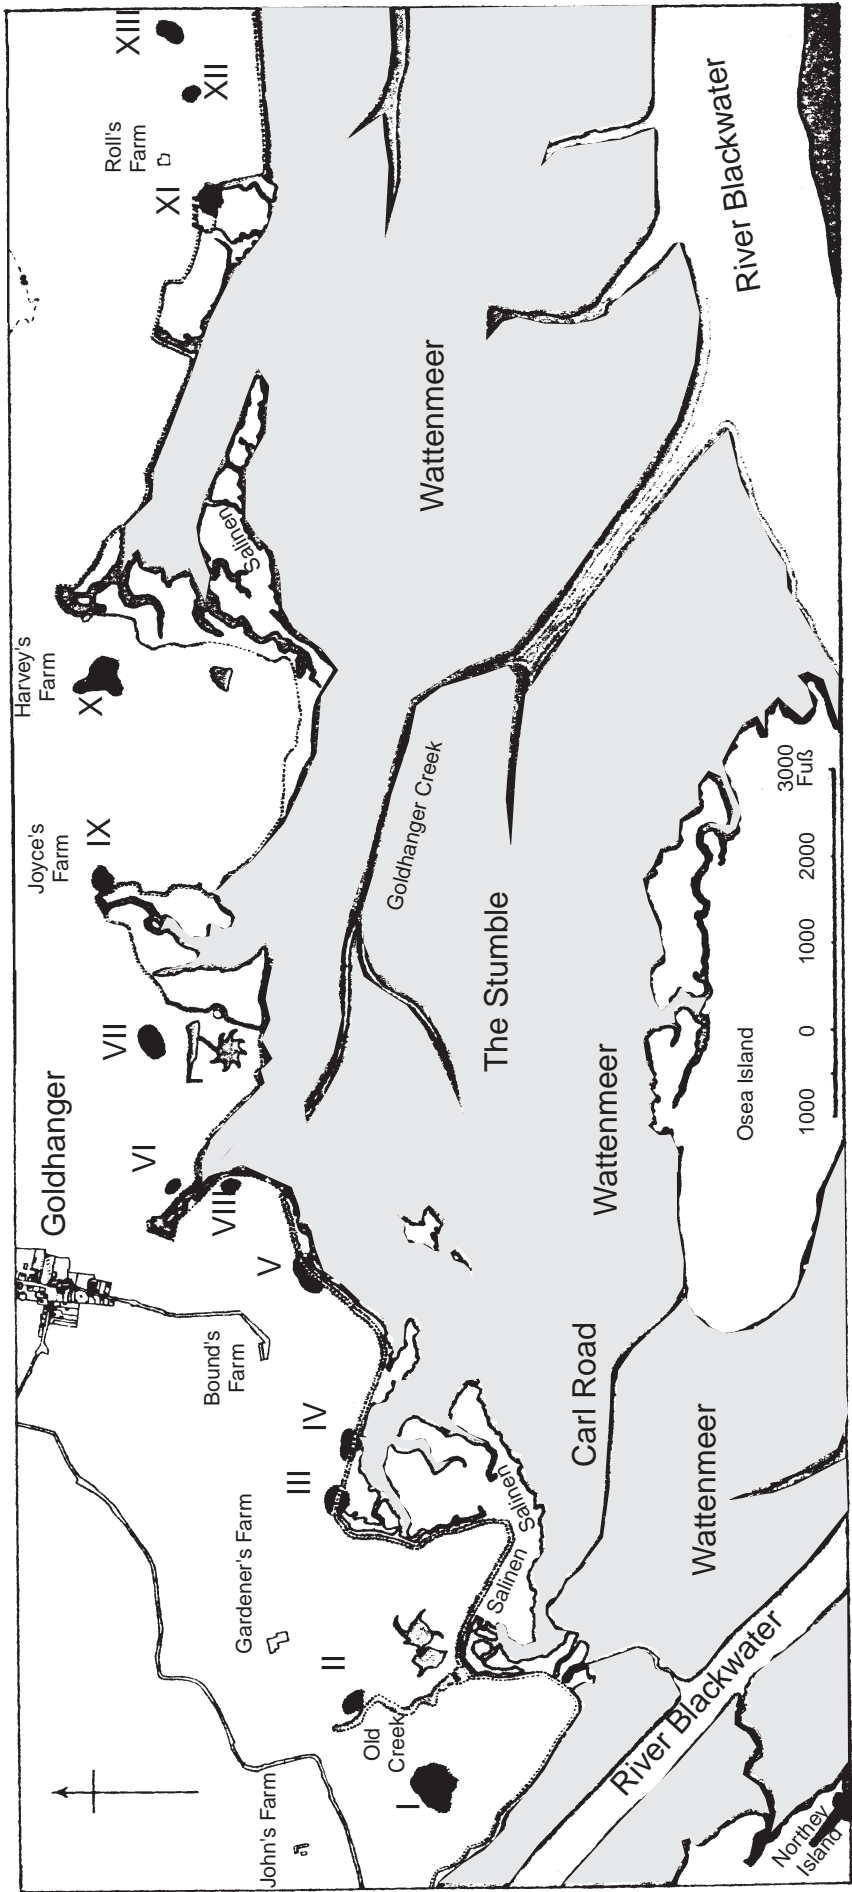 XIII
XII
Roll's
Farm
XI
River Blackwater
Wattenmeer
Salinen
Harvey's
Farm
X
Goldhanger Creek
3000
Fuß
2000
1000
0
1000
Joyce's
Farm
IX
The Stumble
VII
Goldhanger
VI
VIII
V
Wattenmeer
Osea Island
Bound's
Farm
IV
III
Carl Road
Wattenmeer
Salinen
Salinen
Gardener's Farm
II
Old
Creek
I
John's Farm
River Blackwater
Northey
Island